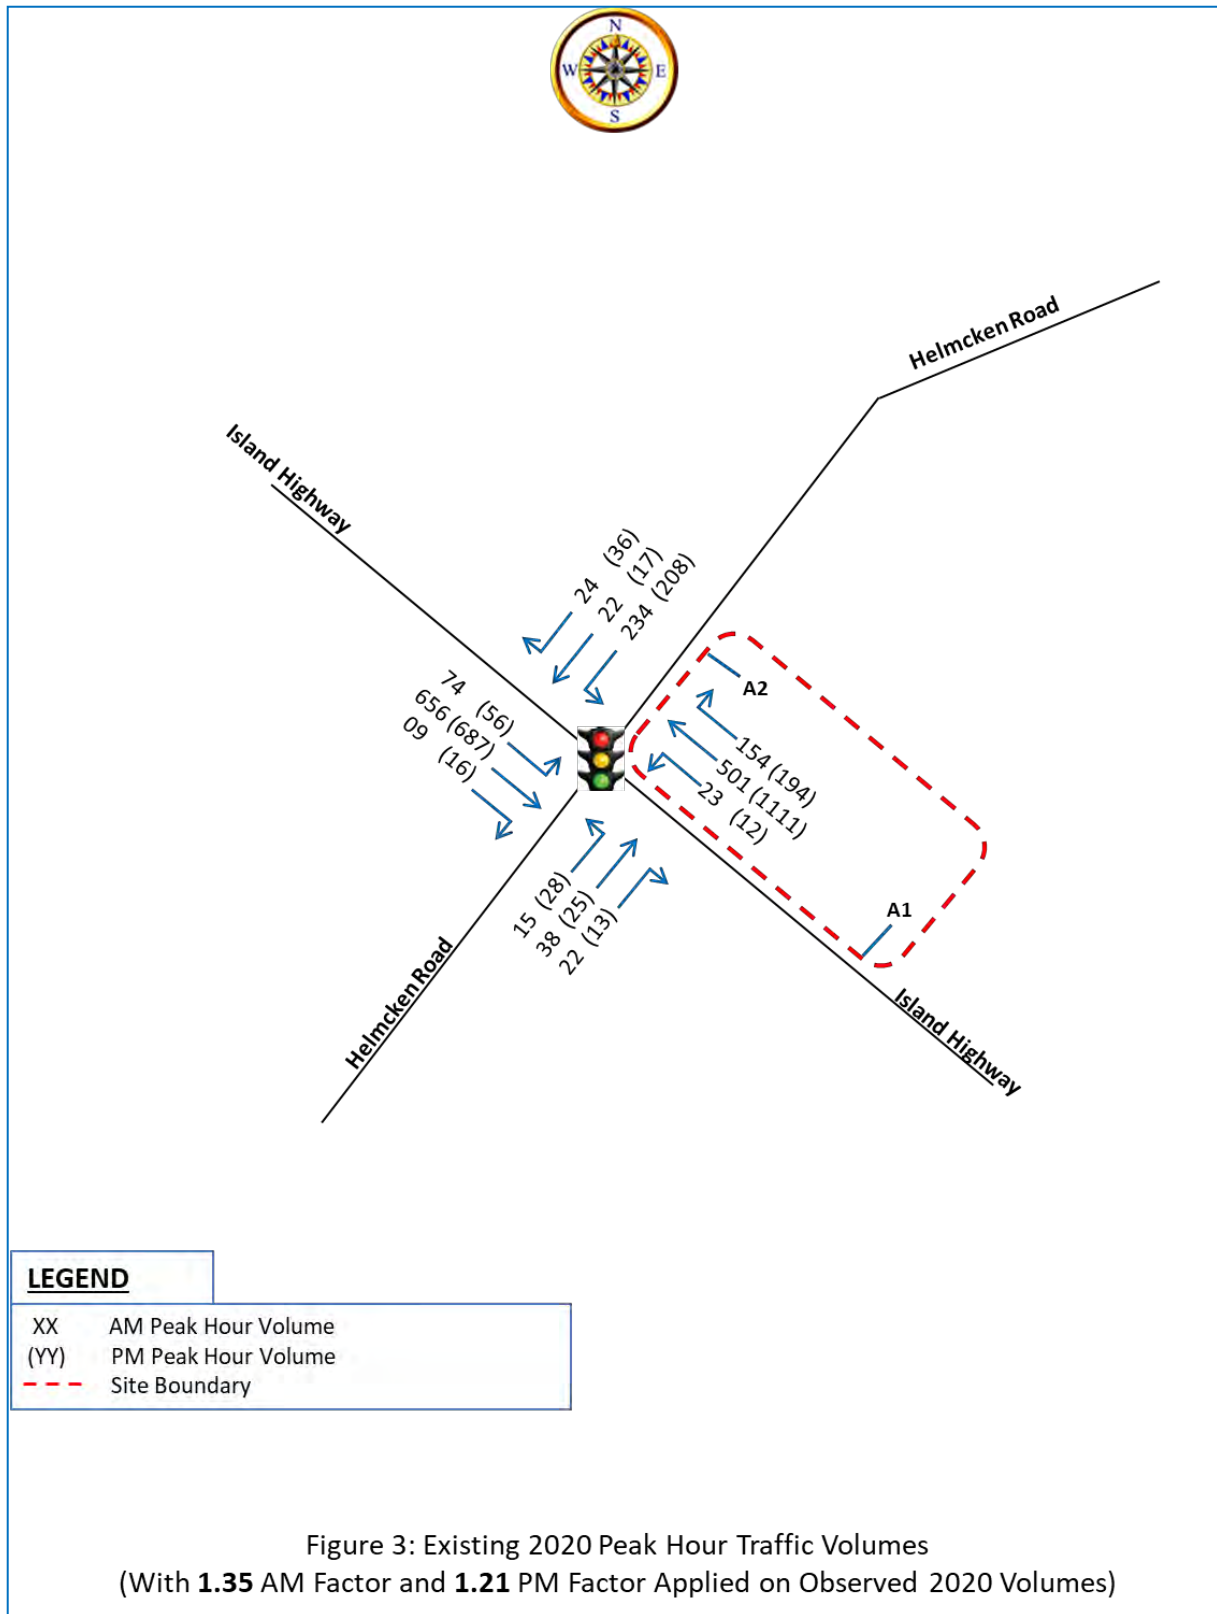 N
W E
S
Helmcken Road
Island Highway
24 (36)
22 (17)
234 (208)
74 (56)
656 (687)
09 (16)
A2
154 (194)
501 (1111)
23 (12)
15 (28)
38 (25)
22 (13)
A1
Helmcken Road
Island Highway
LEGEND
XX AM Peak Hour Volume
(YY) PM Peak Hour Volume
Site Boundary
Figure 3: Existing 2020 Peak Hour Traffic Volumes
(With 1.35 AM Factor and 1.21 PM Factor Applied on Observed 2020 Volumes)